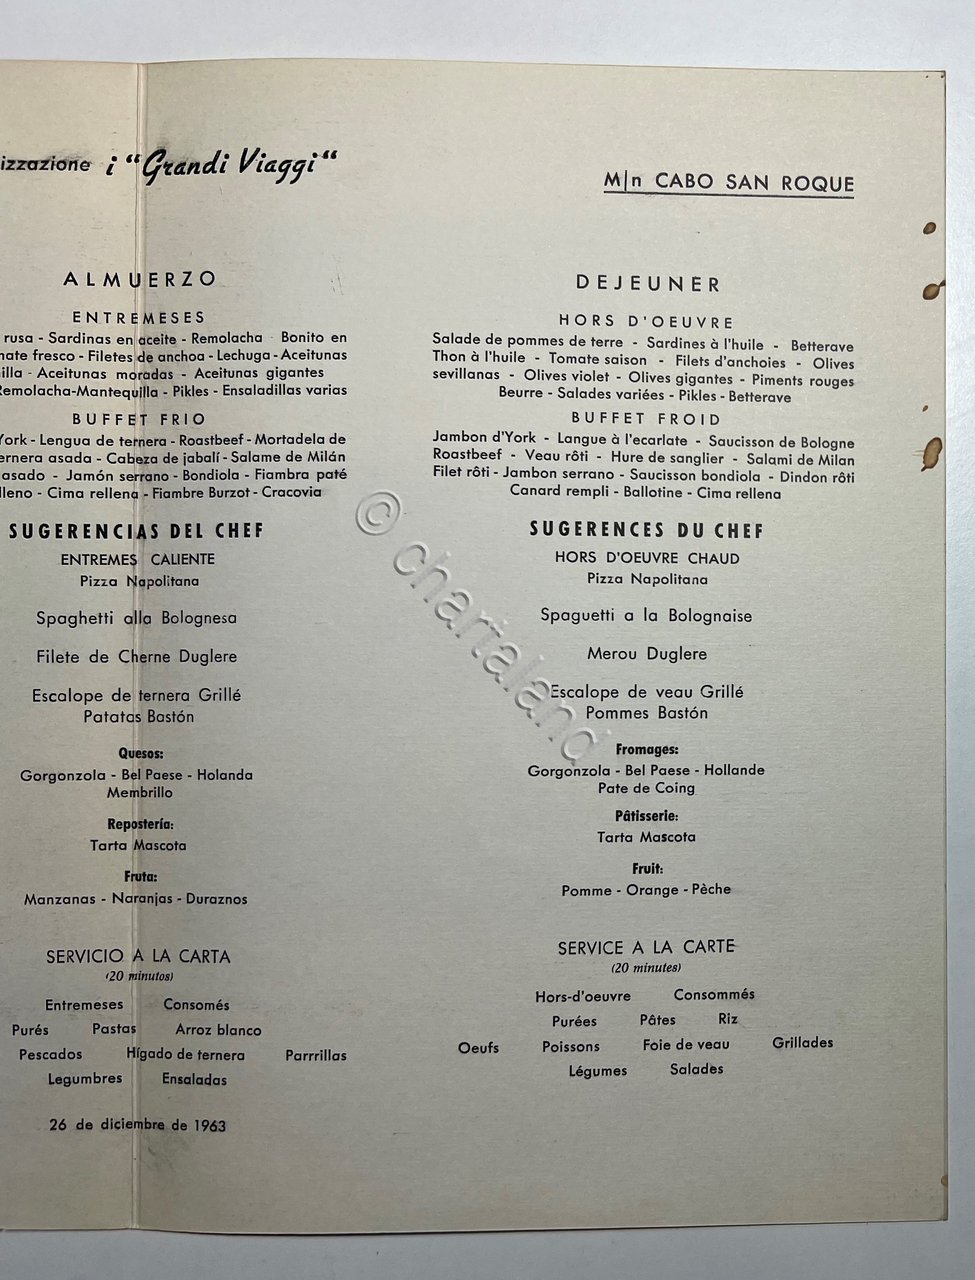 izzazione i "Grandi Viaggi"
M/n CABO SAN ROQUE
ALMUERZO
ENTREMESES
rusa - Sardinas en aceite - Remolacha - Bonito en
mate fresco - Filetes de anchoa - Lechuga - Aceitunas
illa - Aceitunas moradas - Aceitunas gigantes
Remolacha-Mantequilla - Pikles - Ensaladillas varias
BUFFET FRIO
York - Lengua de ternera - Roastbeef - Mortadela de
ernera asada - Cabeza de jabalí - Salame de Milán
asado - Jamón serrano - Bondiola - Fiambra paté
lleno - Cima rellena - Fiambre Burzot - Cracovia
SUGERENCIAS DEL CHEF
ENTREMES CALIENTE
Pizza Napolitana
Spaghetti alla Bolognesa
Filete de Cherne Duglere
Escalope de ternera Grillé
Patatas Bastón
Quesos:
Gorgonzola - Bel Paese - Holanda
Membrillo
Repostería:
Tarta Mascota
Fruta:
Manzanas - Naranjas - Duraznos
SERVICIO A LA CARTA
(20 minutos)
Entremeses Consomés
Purés Pastas Arroz blanco
Pescados Hígado de ternera Parrrillas
Legumbres Ensaladas
26 de diciembre de 1963
DEJEUNER
HORS D'OEUVRE
Salade de pommes de terre - Sardines à l'huile - Betterave
Thon à l'huile - Tomate saison - Filets d'anchoies - Olives
sevillanas - Olives violet - Olives gigantes - Piments rouges
Beurre - Salades variées - Pikles - Betterave
BUFFET FROID
Jambon d'York - Langue à l'ecarlate - Saucisson de Bologne
Roastbeef - Veau rôti - Hure de sanglier - Salami de Milan
Filet rôti - Jambon serrano - Saucisson bondiola - Dindon rôti
Canard rempli - Ballotine - Cima rellena
SUGERENCES DU CHEF
HORS D'OEUVRE CHAUD
Pizza Napolitana
Spaguetti a la Bolognaise
Merou Duglere
Escalope de veau Grillé
Pommes Bastón
Fromages:
Gorgonzola - Bel Paese - Hollande
Pate de Coing
Pâtisserie:
Tarta Mascota
Fruit:
Pomme - Orange - Pèche
SERVICE A LA CARTE
(20 minutes)
Hors-d'oeuvre Consommés
Purées Pâtes Riz
Oeufs Poissons Foie de veau Grillades
Légumes Salades
© chartaland